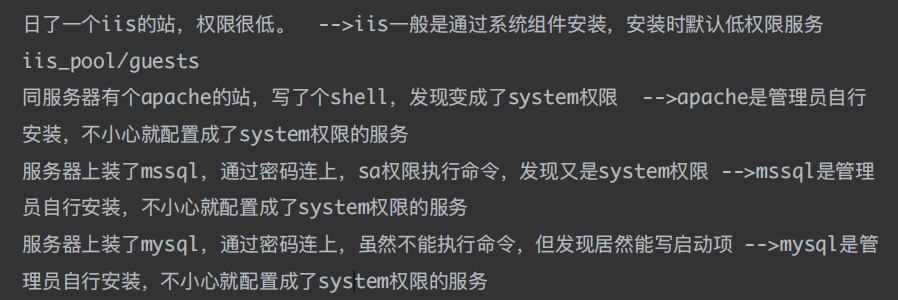 日了一个iis的站，权限很低。  -->iis一般是通过系统组件安装，安装时默认低权限服务
iis_pool/guests
同服务器有个apache的站，写了个shell，发现变成了system权限  -->apache是管理员自行
安装，不小心就配置成了system权限的服务
服务器上装了mssql，通过密码连上，sa权限执行命令，发现又是system权限 -->mssql是管理
员自行安装，不小心就配置成了system权限的服务
服务器上装了mysql，通过密码连上，虽然不能执行命令，但发现居然能写启动项 -->mysql是管
理员自行安装，不小心就配置成了system权限的服务